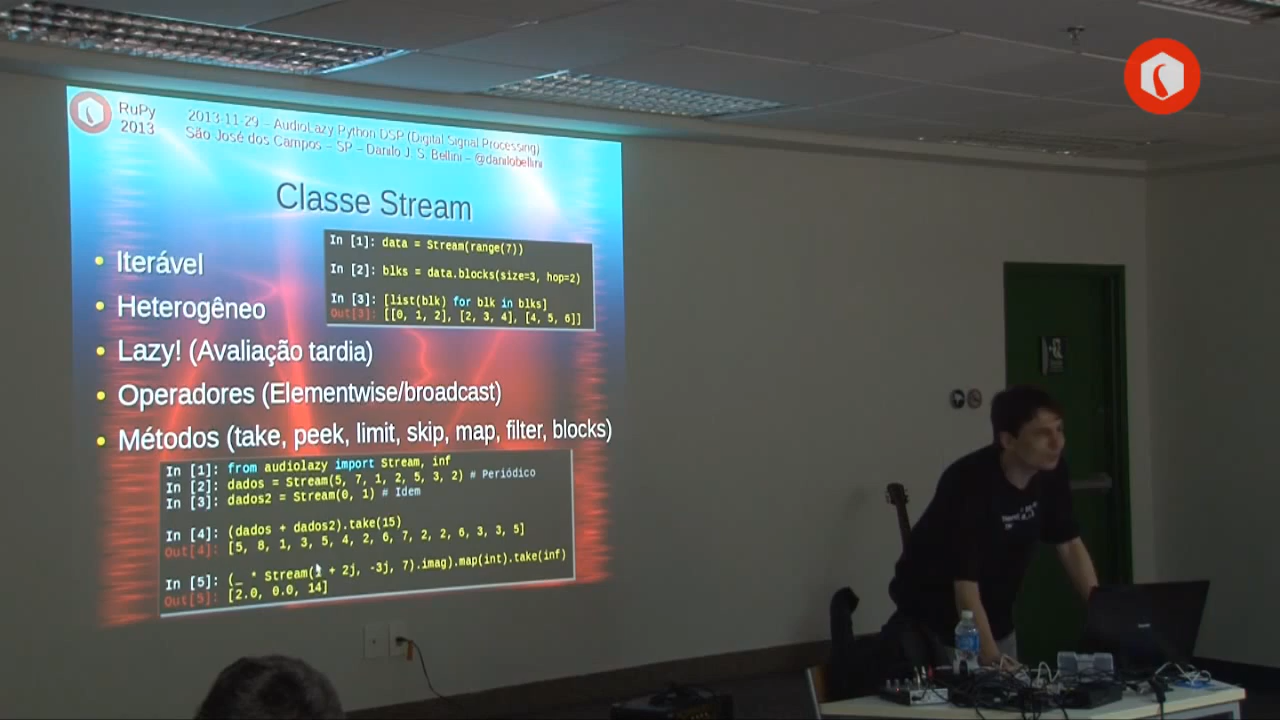 RuPy
2013
2013-11-29 – AudioLazy Python DSP (Digital Signal Processing)
São José dos Campos – SP – Danilo J. S. Bellini – @danilobellini
Classe Stream
• Iterável
• Heterogêneo
• Lazy! (Avaliação tardia)
• Operadores (Elementwise/broadcast)
• Métodos (take, peek, limit, skip, map, filter, blocks)
In [1]: data = Stream(range(7))
In [2]: blks = data.blocks(size=3, hop=2)
In [3]: [list(blk) for blk in blks]
Out[3]: [[0, 1, 2], [2, 3, 4], [4, 5, 6]]
In [1]: from audiolazy import Stream, inf
In [2]: dados = Stream(5, 7, 1, 2, 5, 3, 2) # Periódico
In [3]: dados2 = Stream(0, 1) # Idem
In [4]: (dados + dados2).take(15)
Out[4]: [5, 8, 1, 3, 5, 4, 2, 6, 7, 2, 2, 6, 3, 3, 5]
In [5]: (_ * Stream(1 + 2j, -3j, 7).imag).map(int).take(inf)
Out[5]: [2.0, 0.0, 14]